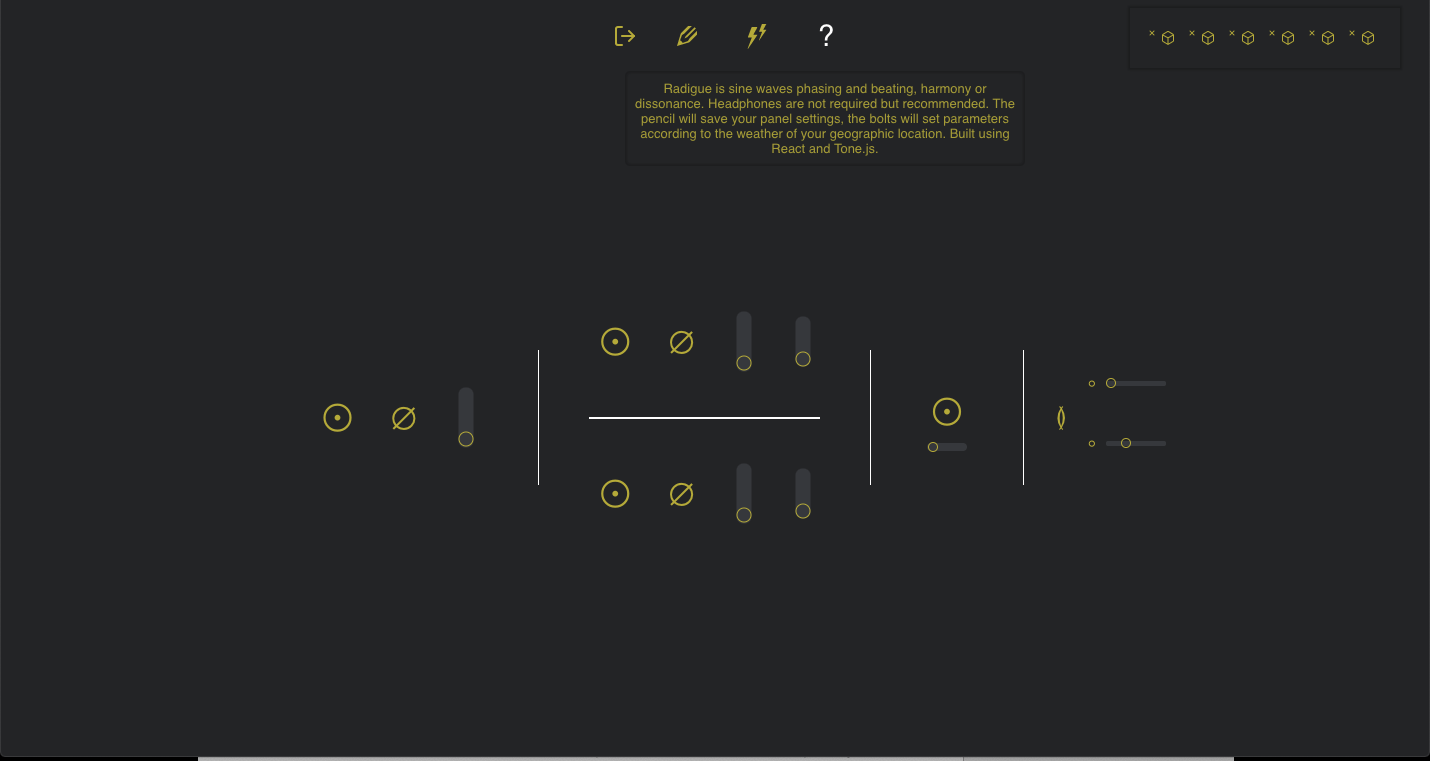 ?
Radigue is sine waves phasing and beating, harmony or
dissonance. Headphones are not required but recommended. The
pencil will save your panel settings, the bolts will set parameters
according to the weather of your geographic location. Built using
React and Tone.js.